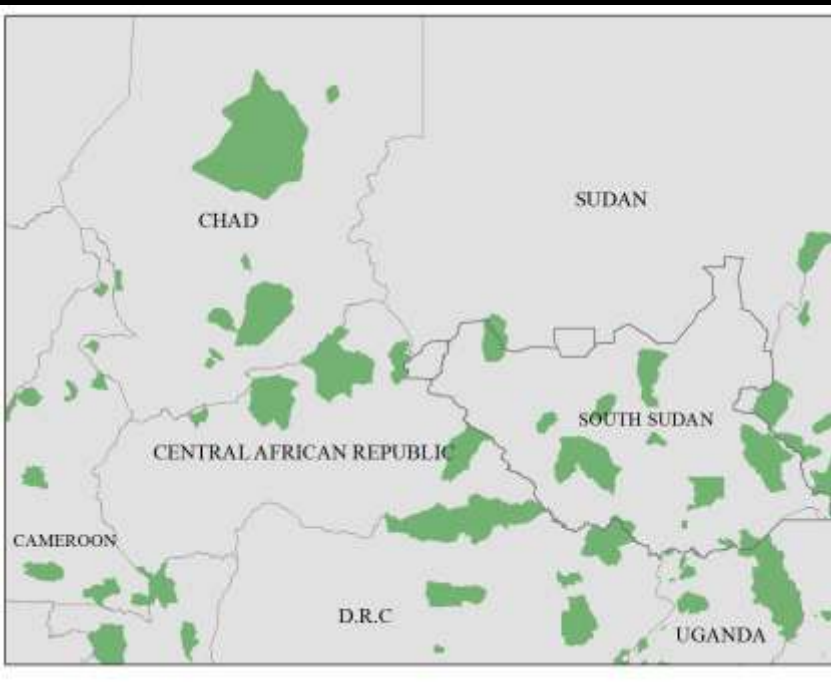 SUDAN
CHAD
SOUTH SUDAN
CENTRAL AFRICAN REPUBLIC
CAMEROON
D.R.C
UGANDA